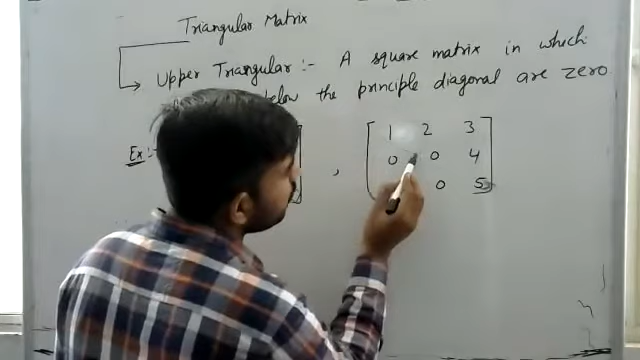 Triangular Matrix
Upper Triangular :- A square matrix in which
below the principle diagonal are zero.
Ex :- , [ 1 2 3
0 0 4
0 5 ]